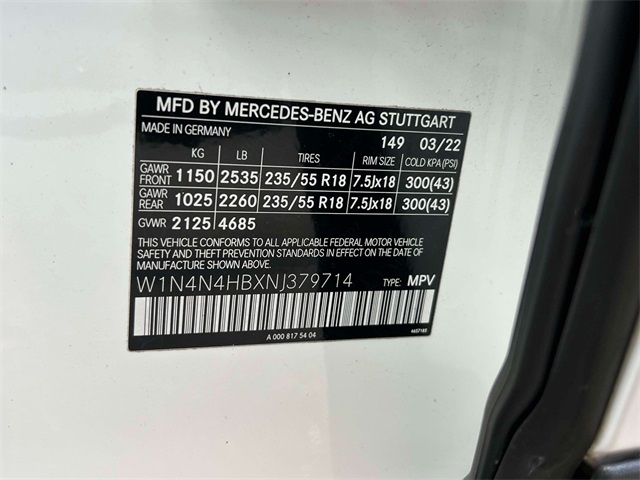 MFD BY MERCEDES-BENZ AG STUTTGART
MADE IN GERMANY 149 03/22
KG LB TIRES RIM SIZE COLD KPA (PSI)
GAWR FRONT 1150 2535 235/55 R18 7.5Jx18 300(43)
GAWR REAR 1025 2260 235/55 R18 7.5Jx18 300(43)
GVWR 2125 4685
THIS VEHICLE CONFORMS TO ALL APPLICABLE FEDERAL MOTOR VEHICLE
SAFETY AND THEFT PREVENTION STANDARDS IN EFFECT ON THE DATE OF
MANUFACTURE SHOWN ABOVE.
W1N4N4HBXNJ379714 TYPE: MPV
A 000 817 54 04 4657185